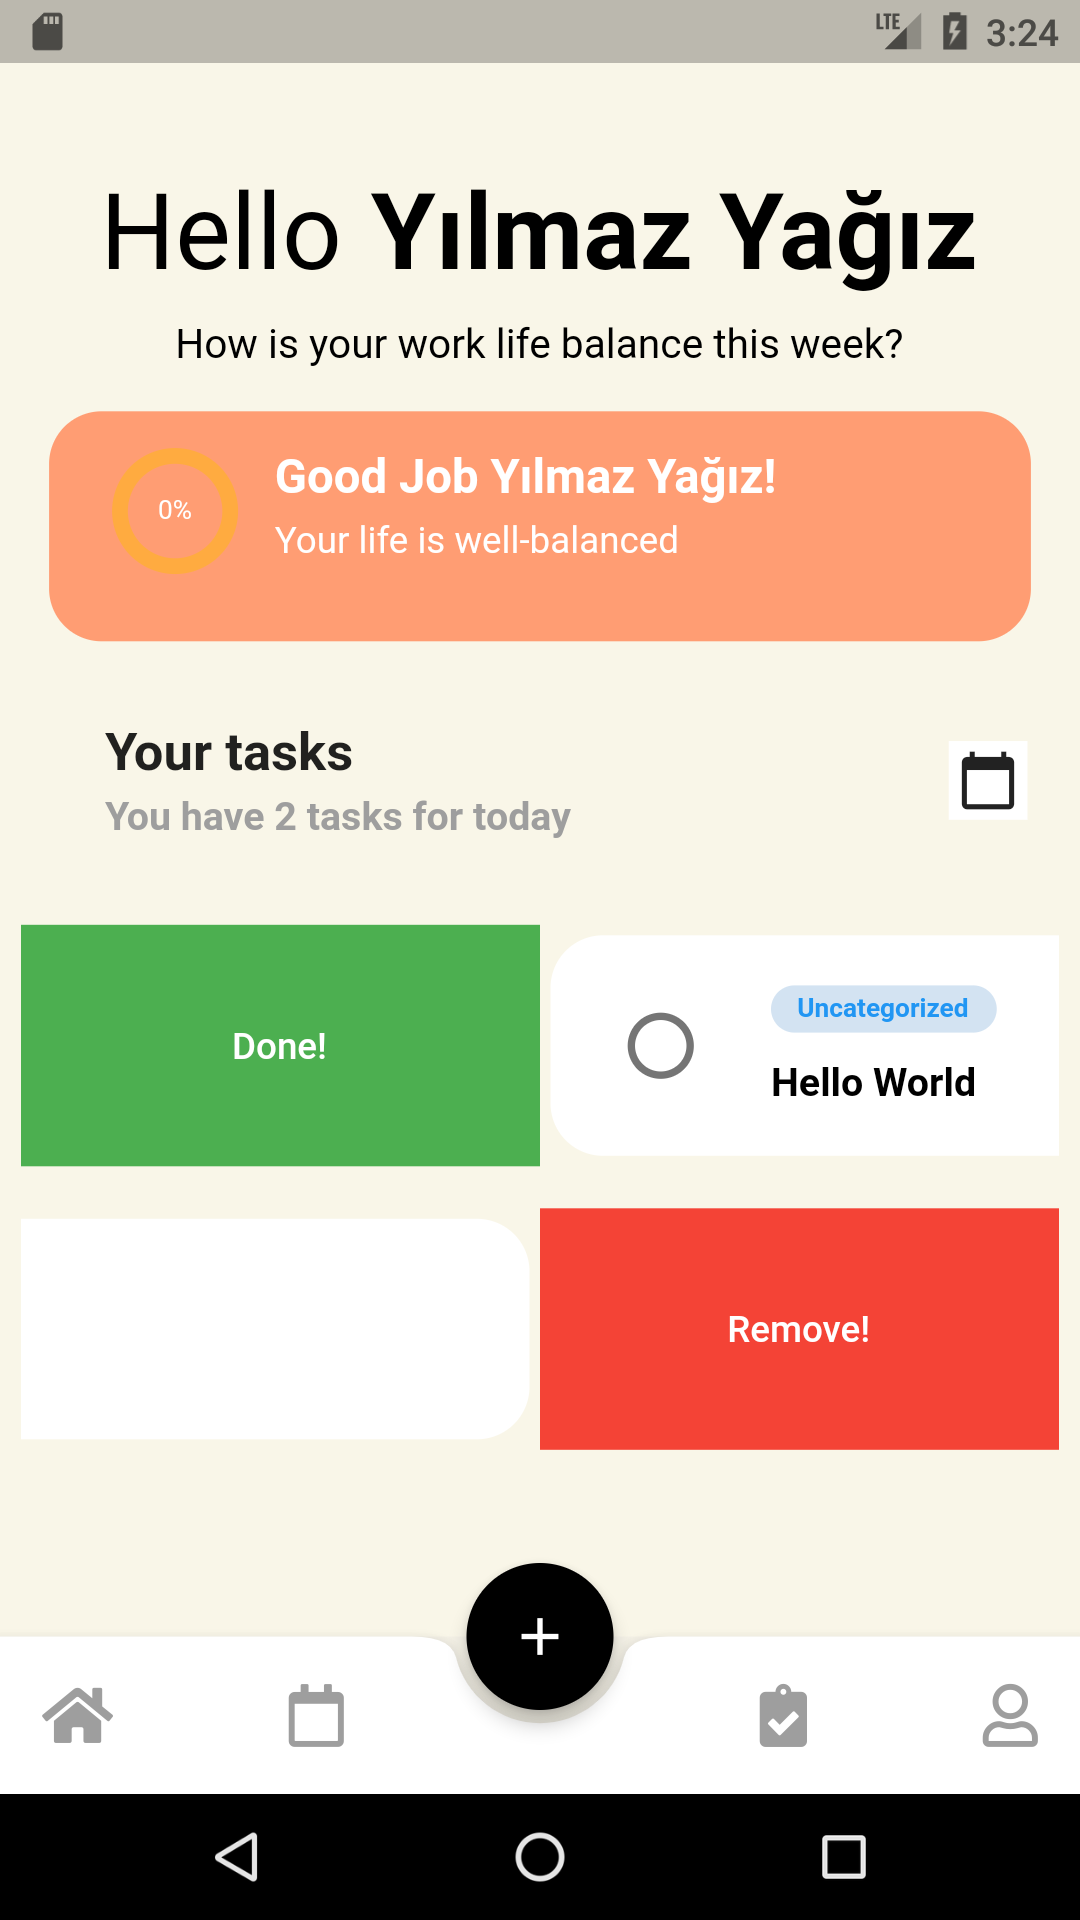 LTE 3:24
Hello Yılmaz Yağız
How is your work life balance this week?
0%
Good Job Yılmaz Yağız!
Your life is well-balanced
Your tasks
You have 2 tasks for today
Done!
Uncategorized
Hello World
Remove!